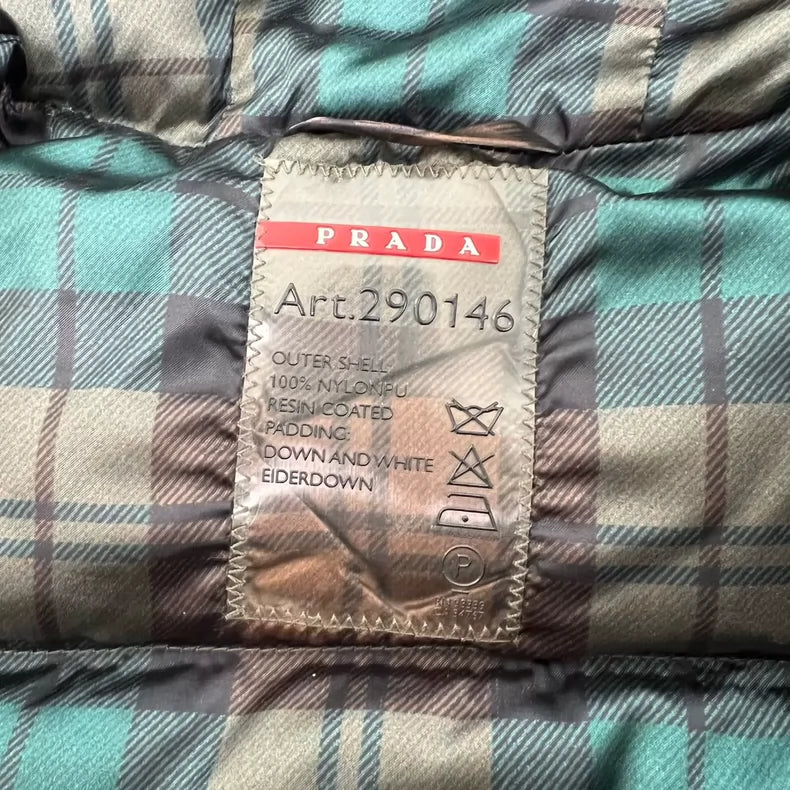 PRADA
Art.290146
OUTER SHELL:
100% NYLONPU
RESIN COATED
PADDING:
DOWN AND WHITE
EIDERDOWN
P